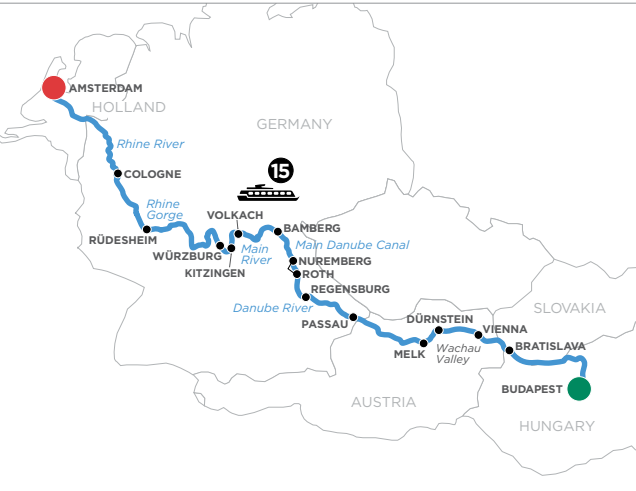 AMSTERDAM
HOLLAND
GERMANY
Rhine River
15
COLOGNE
Rhine
Gorge
VOLKACH
BAMBERG
RÜDESHEIM
Main Danube Canal
WÜRZBURG
Main
River
KITZINGEN
NUREMBERG
ROTH
REGENSBURG
Danube River
PASSAU
SLOVAKIA
DÜRNSTEIN
VIENNA
MELK
Wachau
Valley
BRATISLAVA
BUDAPEST
AUSTRIA
HUNGARY